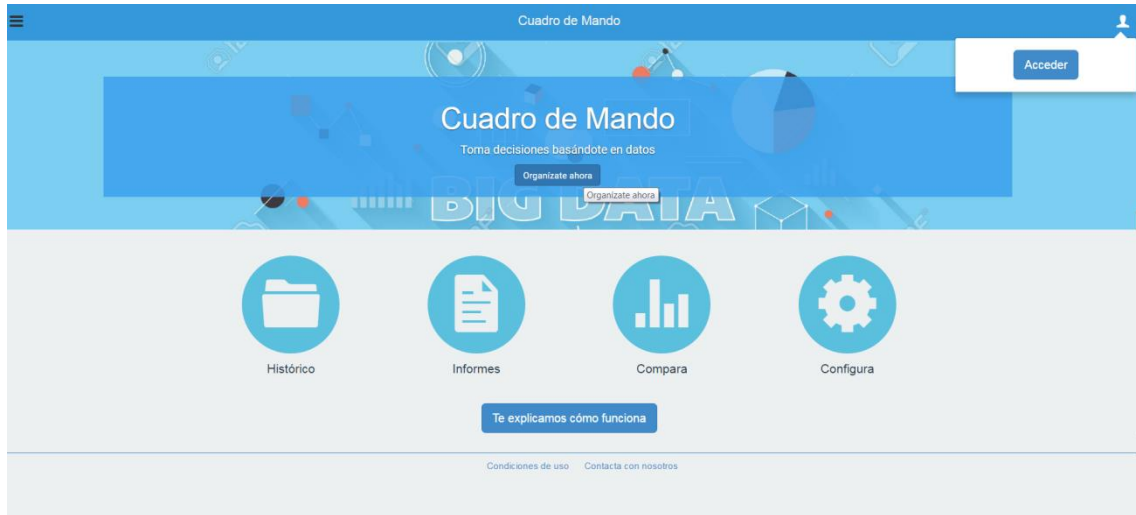 Cuadro de Mando
Acceder
Cuadro de Mando
Toma decisiones basándote en datos
Organízate ahora
Organízate ahora
BIG DATA
Histórico
Informes
Compara
Configura
Te explicamos cómo funciona
Condiciones de uso Contacta con nosotros